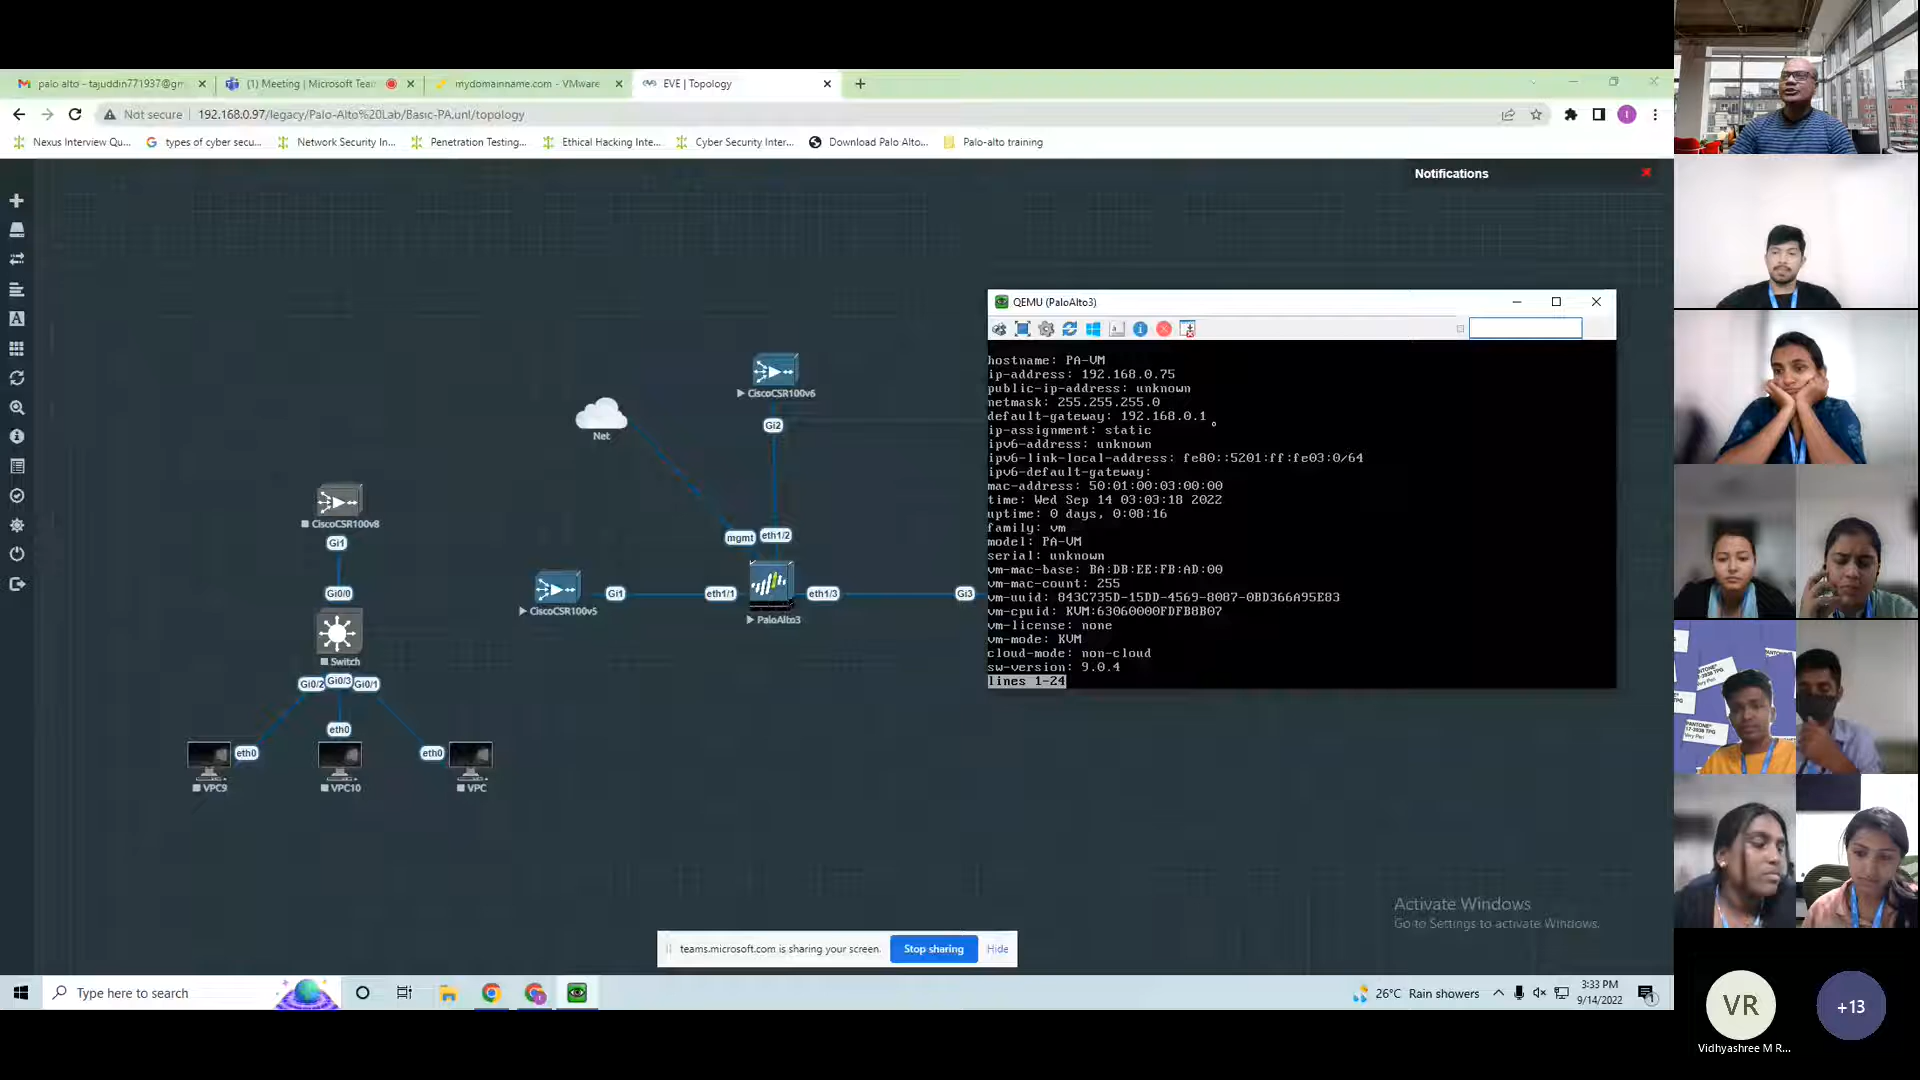 palo alto - tajuddin771937@gm
(1) Meeting | Microsoft Team
mydomainname.com - VMware
EVE | Topology
Not secure
192.168.0.97/legacy/Palo-Alto%20Lab/Basic-PA.unl/topology
Nexus Interview Qu...
types of cyber secu...
Network Security In...
Penetration Testing...
Ethical Hacking Inte...
Cyber Security Inter...
Download Palo Alto...
Palo-alto training
Notifications
QEMU (PaloAlto3)
hostname: PA-VM
ip-address: 192.168.0.75
public-ip-address: unknown
netmask: 255.255.255.0
default-gateway: 192.168.0.1
ip-assignment: static
ipv6-address: unknown
ipv6-link-local-address: fe80::5201:ff:fe03:0/64
ipv6-default-gateway:
mac-address: 50:01:00:03:00:00
time: Wed Sep 14 03:03:18 2022
uptime: 0 days, 0:08:16
family: vm
model: PA-VM
serial: unknown
vm-mac-base: BA:DB:EE:FB:AD:00
vm-mac-count: 255
vm-uuid: 843C735D-15DD-4569-8087-0BD366A95E83
vm-cpuid: KVM:63060000FDFB8B07
vm-license: none
vm-mode: KVM
cloud-mode: non-cloud
sw-version: 9.0.4
lines 1-24
CiscoCSR100v6
Gi2
Net
mgmt
eth1/2
CiscoCSR100v5
Gi1
eth1/1
eth1/3
Gi3
PaloAlto3
CiscoCSR100v8
Gi1
Gi0/0
Switch
Gi0/2
Gi0/3
Gi0/1
eth0
eth0
eth0
VPC9
VPC10
VPC
Activate Windows
Go to Settings to activate Windows.
teams.microsoft.com is sharing your screen.
Stop sharing
Hide
Type here to search
26°C Rain showers
3:33 PM
9/14/2022
1
VR
Vidhyashree M R...
+13